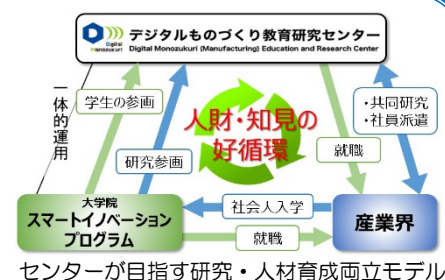 Digital
Monozukuri
デジタルものづくり教育研究センター
Digital Monozukuri (Manufacturing) Education and Research Center
一体的運用
学生の参画
研究参画
人財・知見の
好循環
・共同研究
・社員派遣
就職
大学院
スマートイノベーション
プログラム
社会人入学
就職
産業界
センターが目指す研究・人材育成両立モデル